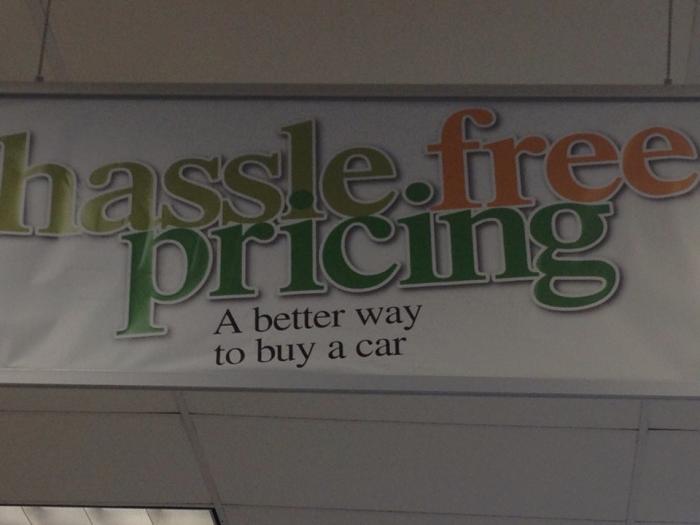 hassle free
pricing
A better way
to buy a car